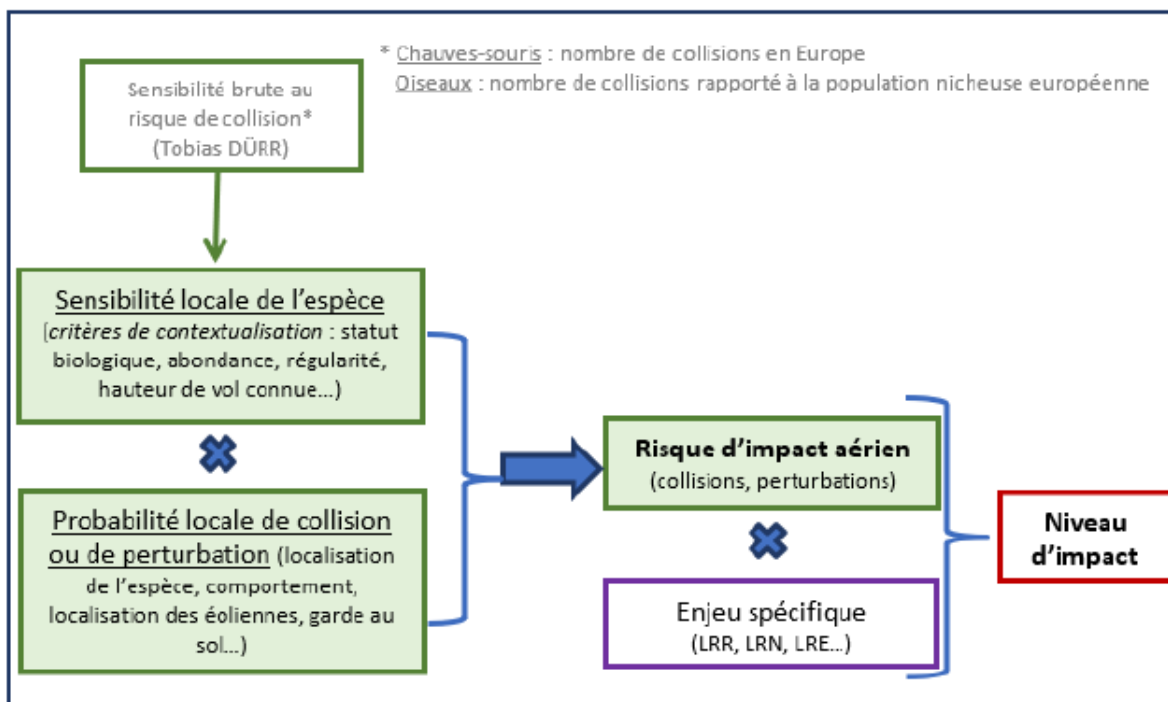 * Chauves-souris : nombre de collisions en Europe
Oiseaux : nombre de collisions rapporté à la population nicheuse européenne
Sensibilité brute au
risque de collision*
(Tobias DÜRR)
Sensibilité locale de l'espèce
(critères de contextualisation : statut
biologique, abondance, régularité,
hauteur de vol connue...)
Probabilité locale de collision
ou de perturbation (localisation
de l'espèce, comportement,
localisation des éoliennes, garde au
sol...)
Risque d'impact aérien
(collisions, perturbations)
Enjeu spécifique
(LRR, LRN, LRE...)
Niveau
d'impact